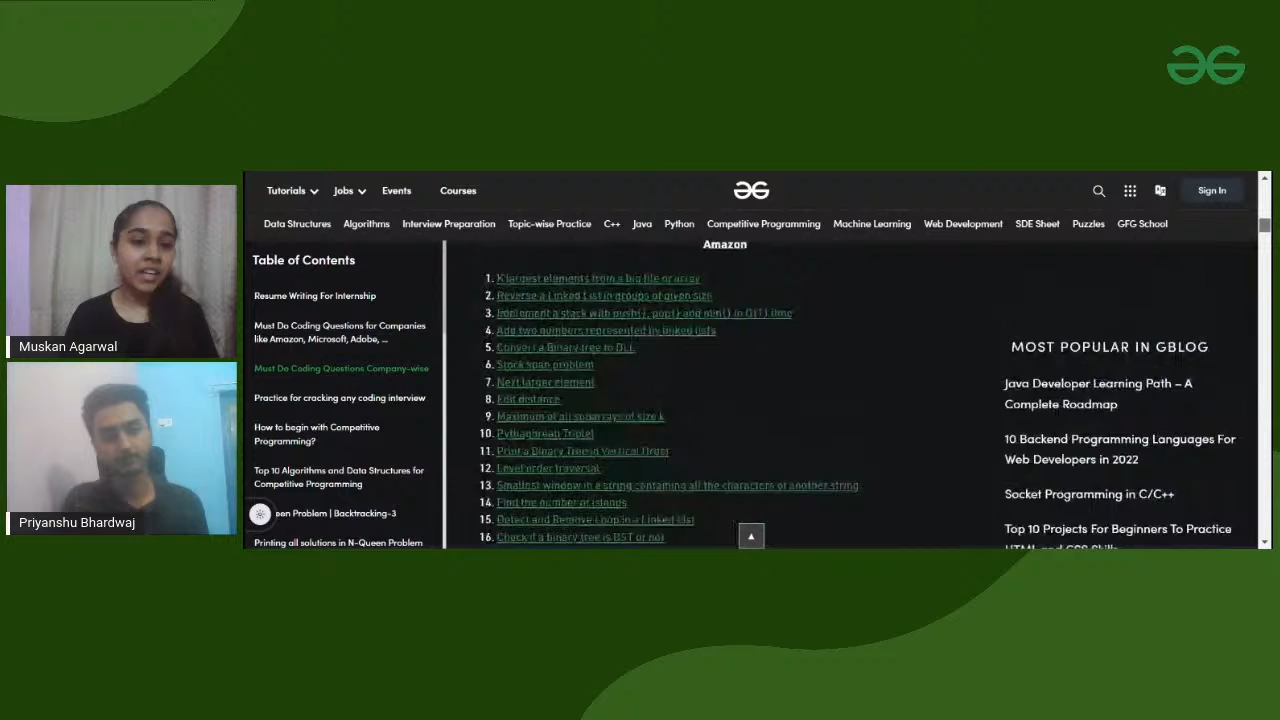 Tutorials
Jobs
Events
Courses
Sign In
Data Structures
Algorithms
Interview Preparation
Topic-wise Practice
C++
Java
Python
Competitive Programming
Machine Learning
Web Development
SDE Sheet
Puzzles
GFG School
Muskan Agarwal
Priyanshu Bhardwaj
Table of Contents
Resume Writing For Internship
Must Do Coding Questions for Companies
like Amazon, Microsoft, Adobe, ...
Must Do Coding Questions Company-wise
Practice for cracking any coding interview
How to begin with Competitive
Programming?
Top 10 Algorithms and Data Structures for
Competitive Programming
een Problem | Backtracking-3
Printing all solutions in N-Queen Problem
Amazon
1. K largest elements from a big file or array
2. Reverse a Linked List in groups of given size
3. Implement a stack with push(), pop() and min() in O(1) time
4. Add two numbers represented by linked lists
5. Convert a Binary tree to DLL
6. Stock span problem
7. Next larger element
8. Edit distance
9. Maximum of all subarrays of size k
10. Pythagorean Triplet
11. Print a Binary Tree in Vertical Order
12. Level order traversal
13. Smallest window in a string containing all the characters of another string
14. Find the number of islands
15. Detect and Remove Loop in a Linked List
16. Check if a binary tree is BST or not
MOST POPULAR IN GBLOG
Java Developer Learning Path – A
Complete Roadmap
10 Backend Programming Languages For
Web Developers in 2022
Socket Programming in C/C++
Top 10 Projects For Beginners To Practice
HTML and CSS Skills